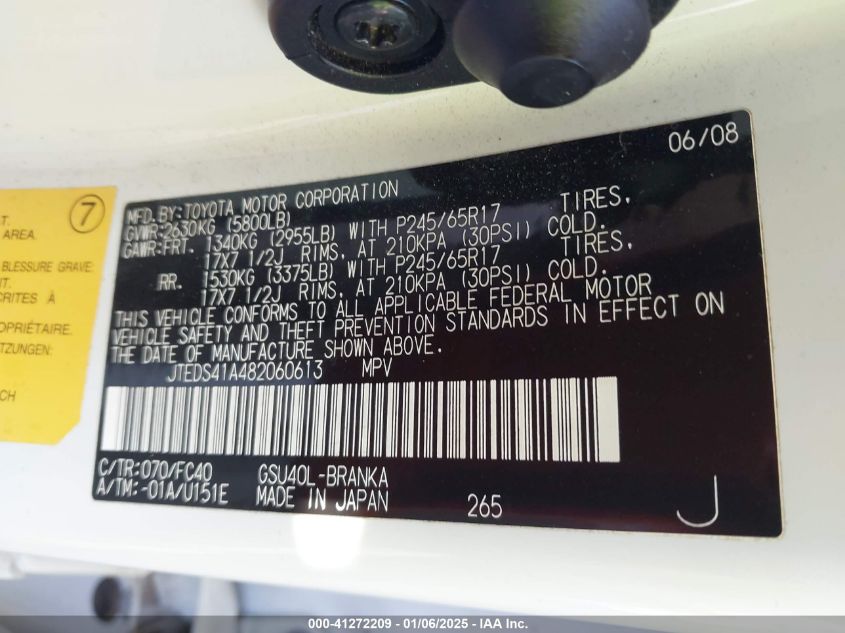 06/08
MFD.BY:TOYOTA MOTOR CORPORATION
GVWR:2630KG (5800LB)
GAWR:FRT. 1340KG (2955LB) WITH P245/65R17 TIRES,
17X7 1/2J RIMS, AT 210KPA (30PSI) COLD.
RR. 1530KG (3375LB) WITH P245/65R17 TIRES,
17X7 1/2J RIMS, AT 210KPA (30PSI) COLD.
THIS VEHICLE CONFORMS TO ALL APPLICABLE FEDERAL MOTOR
VEHICLE SAFETY AND THEFT PREVENTION STANDARDS IN EFFECT ON
THE DATE OF MANUFACTURE SHOWN ABOVE.
JTEDS41A482060613 MPV
C/TR:070/FC40 GSU40L-BRANKA
A/TM:-01A/U151E MADE IN JAPAN 265
J
7
T.
AREA.
BLESSURE GRAVE:
IT.
CRITES À
OPRIÉTAIRE.
TZUNGEN:
CH
000-41272209 - 01/06/2025 - IAA Inc.